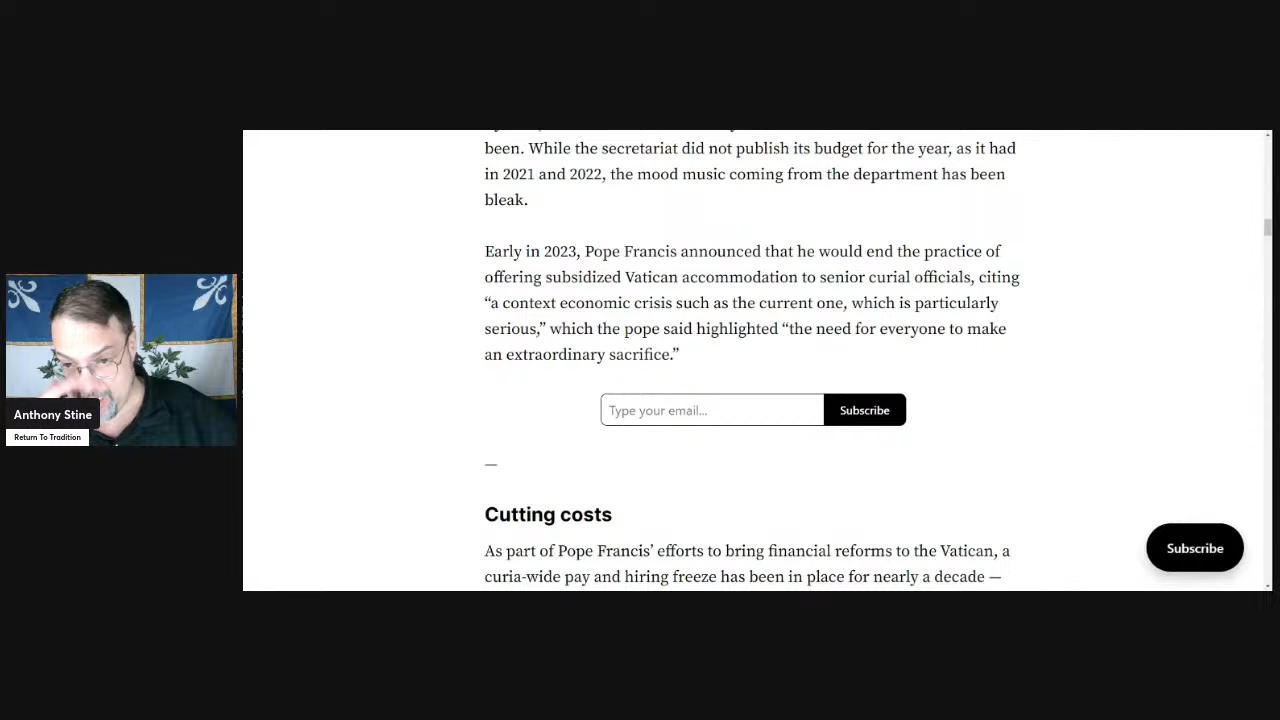 been. While the secretariat did not publish its budget for the year, as it had
in 2021 and 2022, the mood music coming from the department has been
bleak.
Early in 2023, Pope Francis announced that he would end the practice of
offering subsidized Vatican accommodation to senior curial officials, citing
“a context economic crisis such as the current one, which is particularly
serious,” which the pope said highlighted “the need for everyone to make
an extraordinary sacrifice.”
Type your email...
Subscribe
—
Cutting costs
As part of Pope Francis’ efforts to bring financial reforms to the Vatican, a
curia-wide pay and hiring freeze has been in place for nearly a decade —
Subscribe
Anthony Stine
Return To Tradition